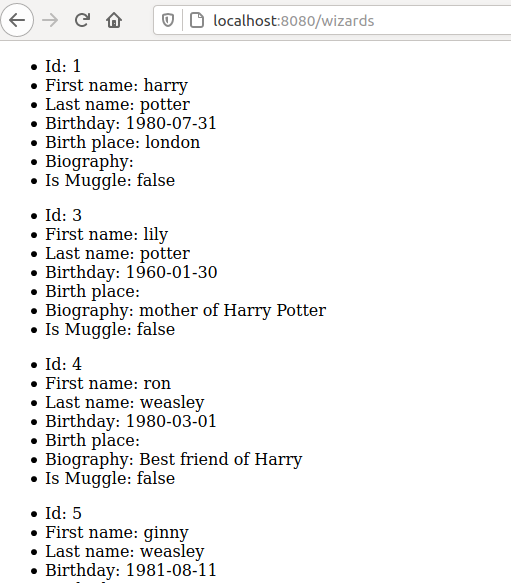 localhost:8080/wizards
Id: 1
First name: harry
Last name: potter
Birthday: 1980-07-31
Birth place: london
Biography:
Is Muggle: false
Id: 3
First name: lily
Last name: potter
Birthday: 1960-01-30
Birth place:
Biography: mother of Harry Potter
Is Muggle: false
Id: 4
First name: ron
Last name: weasley
Birthday: 1980-03-01
Birth place:
Biography: Best friend of Harry
Is Muggle: false
Id: 5
First name: ginny
Last name: weasley
Birthday: 1981-08-11